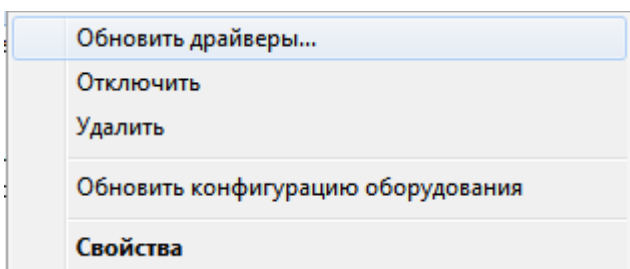 Обновить драйверы...
Отключить
Удалить
Обновить конфигурацию оборудования
Свойства